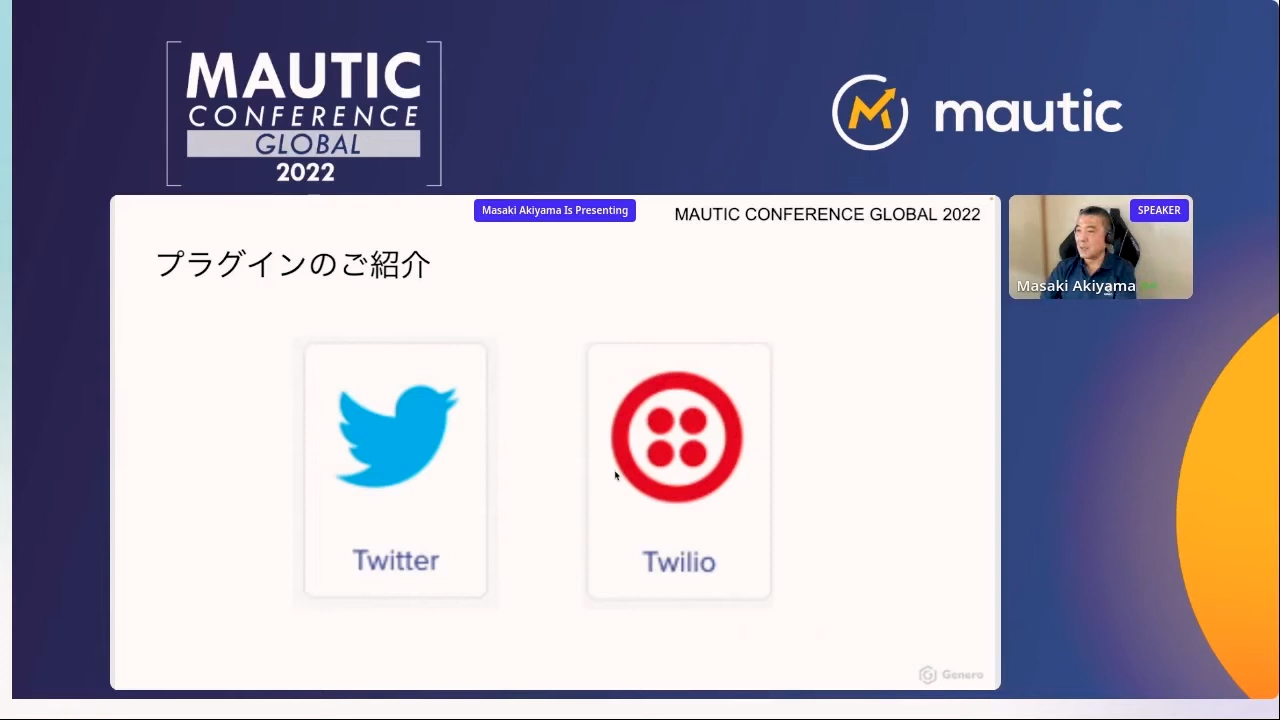 MAUTIC
CONFERENCE
GLOBAL
2022
mautic
Masaki Akiyama Is Presenting
MAUTIC CONFERENCE GLOBAL 2022
SPEAKER
Masaki Akiyama
プラグインのご紹介
Twitter
Twilio
Genero